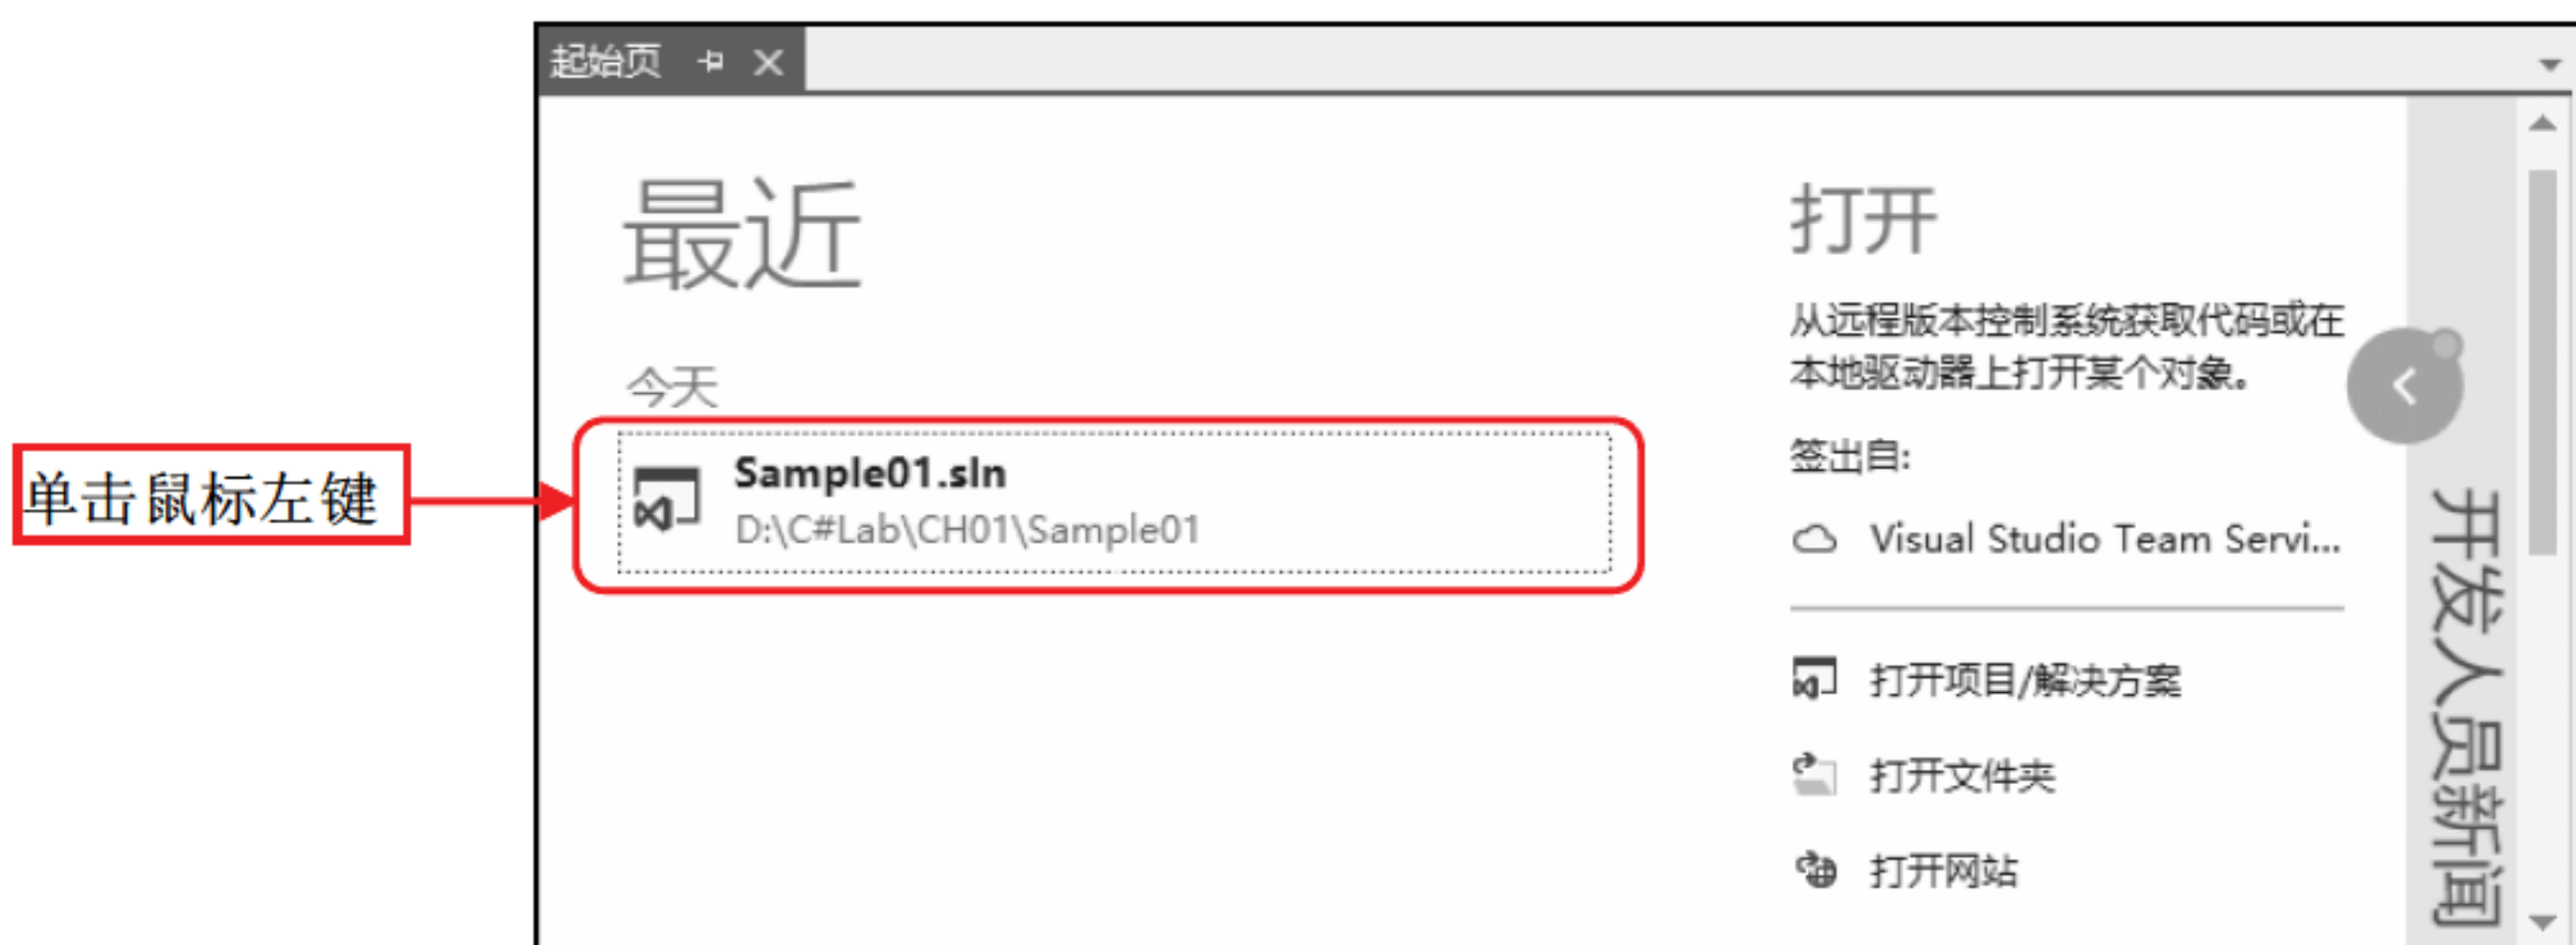 起始页
最近
今天
单击鼠标左键
Sample01.sln
D:\C#Lab\CH01\Sample01
打开
从远程版本控制系统获取代码或在
本地驱动器上打开某个对象。
签出自:
Visual Studio Team Servi...
打开项目/解决方案
打开文件夹
打开网站
开发人员新闻